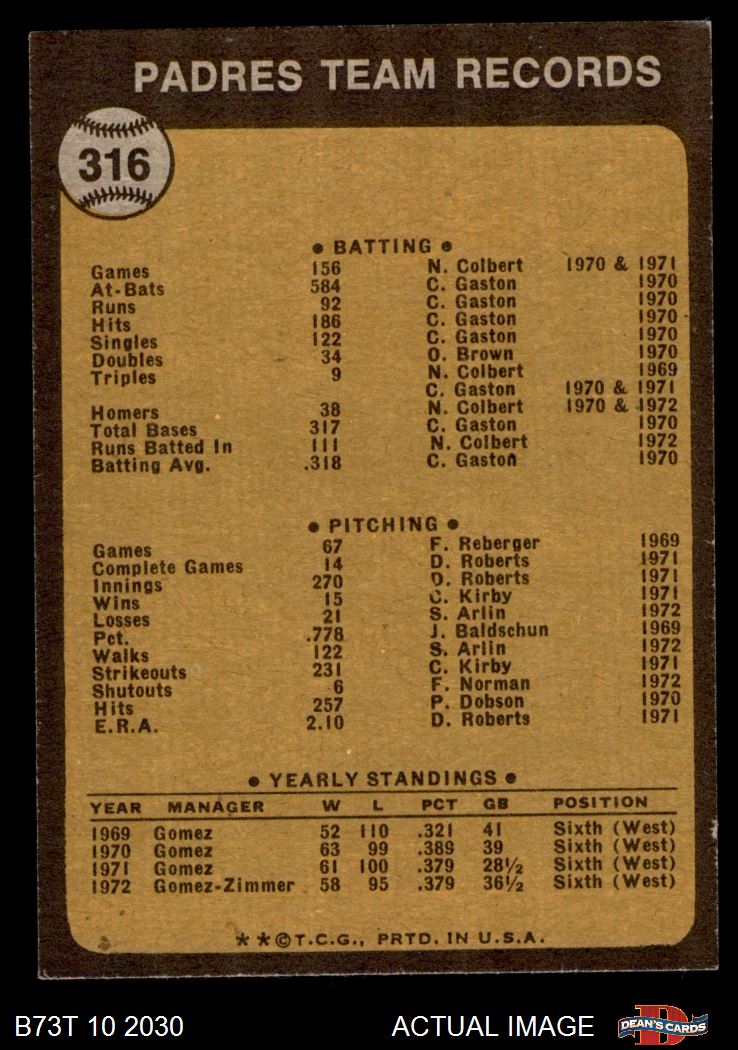 PADRES TEAM RECORDS
316
• BATTING •
Games 156 N. Colbert 1970 & 1971
At-Bats 584 C. Gaston 1970
Runs 92 C. Gaston 1970
Hits 186 C. Gaston 1970
Singles 122 C. Gaston 1970
Doubles 34 O. Brown 1970
Triples 9 N. Colbert 1969
C. Gaston 1970 & 1971
Homers 38 N. Colbert 1970 & 1972
Total Bases 317 C. Gaston 1970
Runs Batted In 111 N. Colbert 1972
Batting Avg. .318 C. Gaston 1970
• PITCHING •
Games 67 F. Reberger 1969
Complete Games 14 D. Roberts 1971
Innings 270 D. Roberts 1971
Wins 15 C. Kirby 1971
Losses 21 S. Arlin 1972
Pct. .778 J. Baldschun 1969
Walks 122 S. Arlin 1972
Strikeouts 231 C. Kirby 1971
Shutouts 6 F. Norman 1972
Hits 257 P. Dobson 1970
E.R.A. 2.10 D. Roberts 1971
• YEARLY STANDINGS •
YEAR MANAGER W L PCT GB POSITION
1969 Gomez 52 110 .321 41 Sixth (West)
1970 Gomez 63 99 .389 39 Sixth (West)
1971 Gomez 61 100 .379 28½ Sixth (West)
1972 Gomez-Zimmer 58 95 .379 36½ Sixth (West)
**©T.C.G., PRTD. IN U.S.A.
B73T 10 2030 ACTUAL IMAGE D DEAN'S CARDS